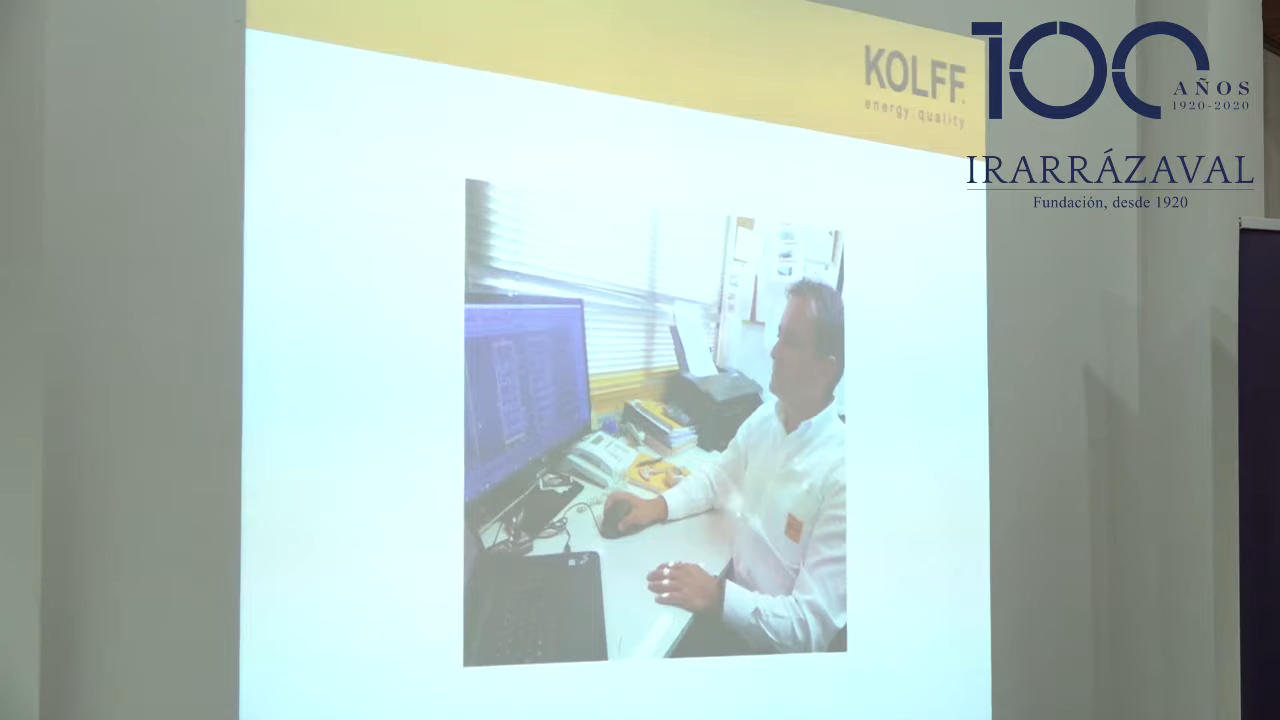 KOLFF
energy quality
100
AÑOS
1920-2020
IRARRÁZAVAL
Fundación, desde 1920